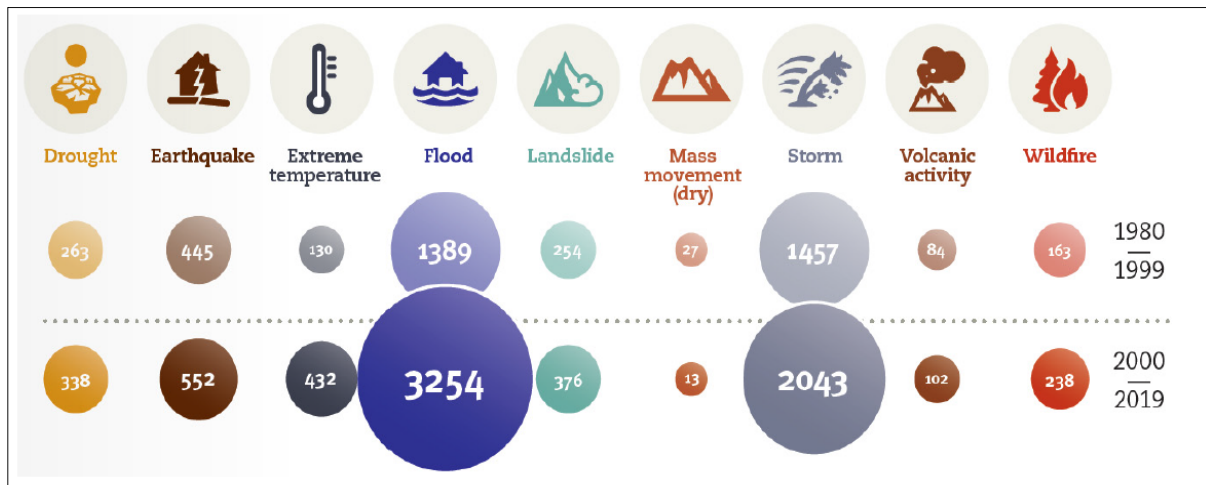 Drought
Earthquake
Extreme
temperature
Flood
Landslide
Mass
movement
(dry)
Storm
Volcanic
activity
Wildfire
263 445 130 1389 254 27 1457 84 163
1980
1999
338 552 432 3254 376 13 2043 102 238
2000
2019